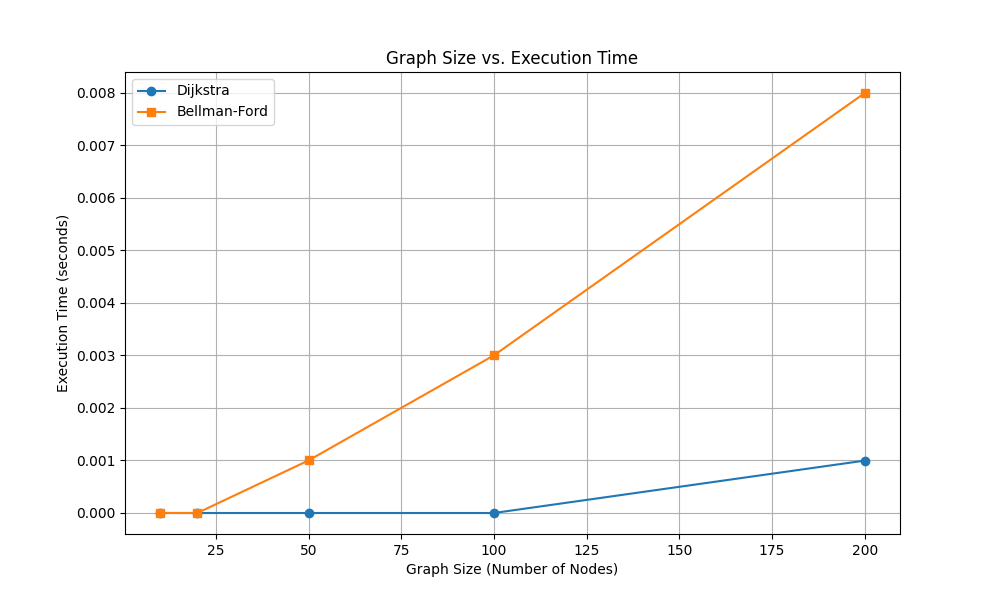 Graph Size vs. Execution Time
Dijkstra
Bellman-Ford
Execution Time (seconds)
0.008
0.007
0.006
0.005
0.004
0.003
0.002
0.001
0.000
25 50 75 100 125 150 175 200
Graph Size (Number of Nodes)